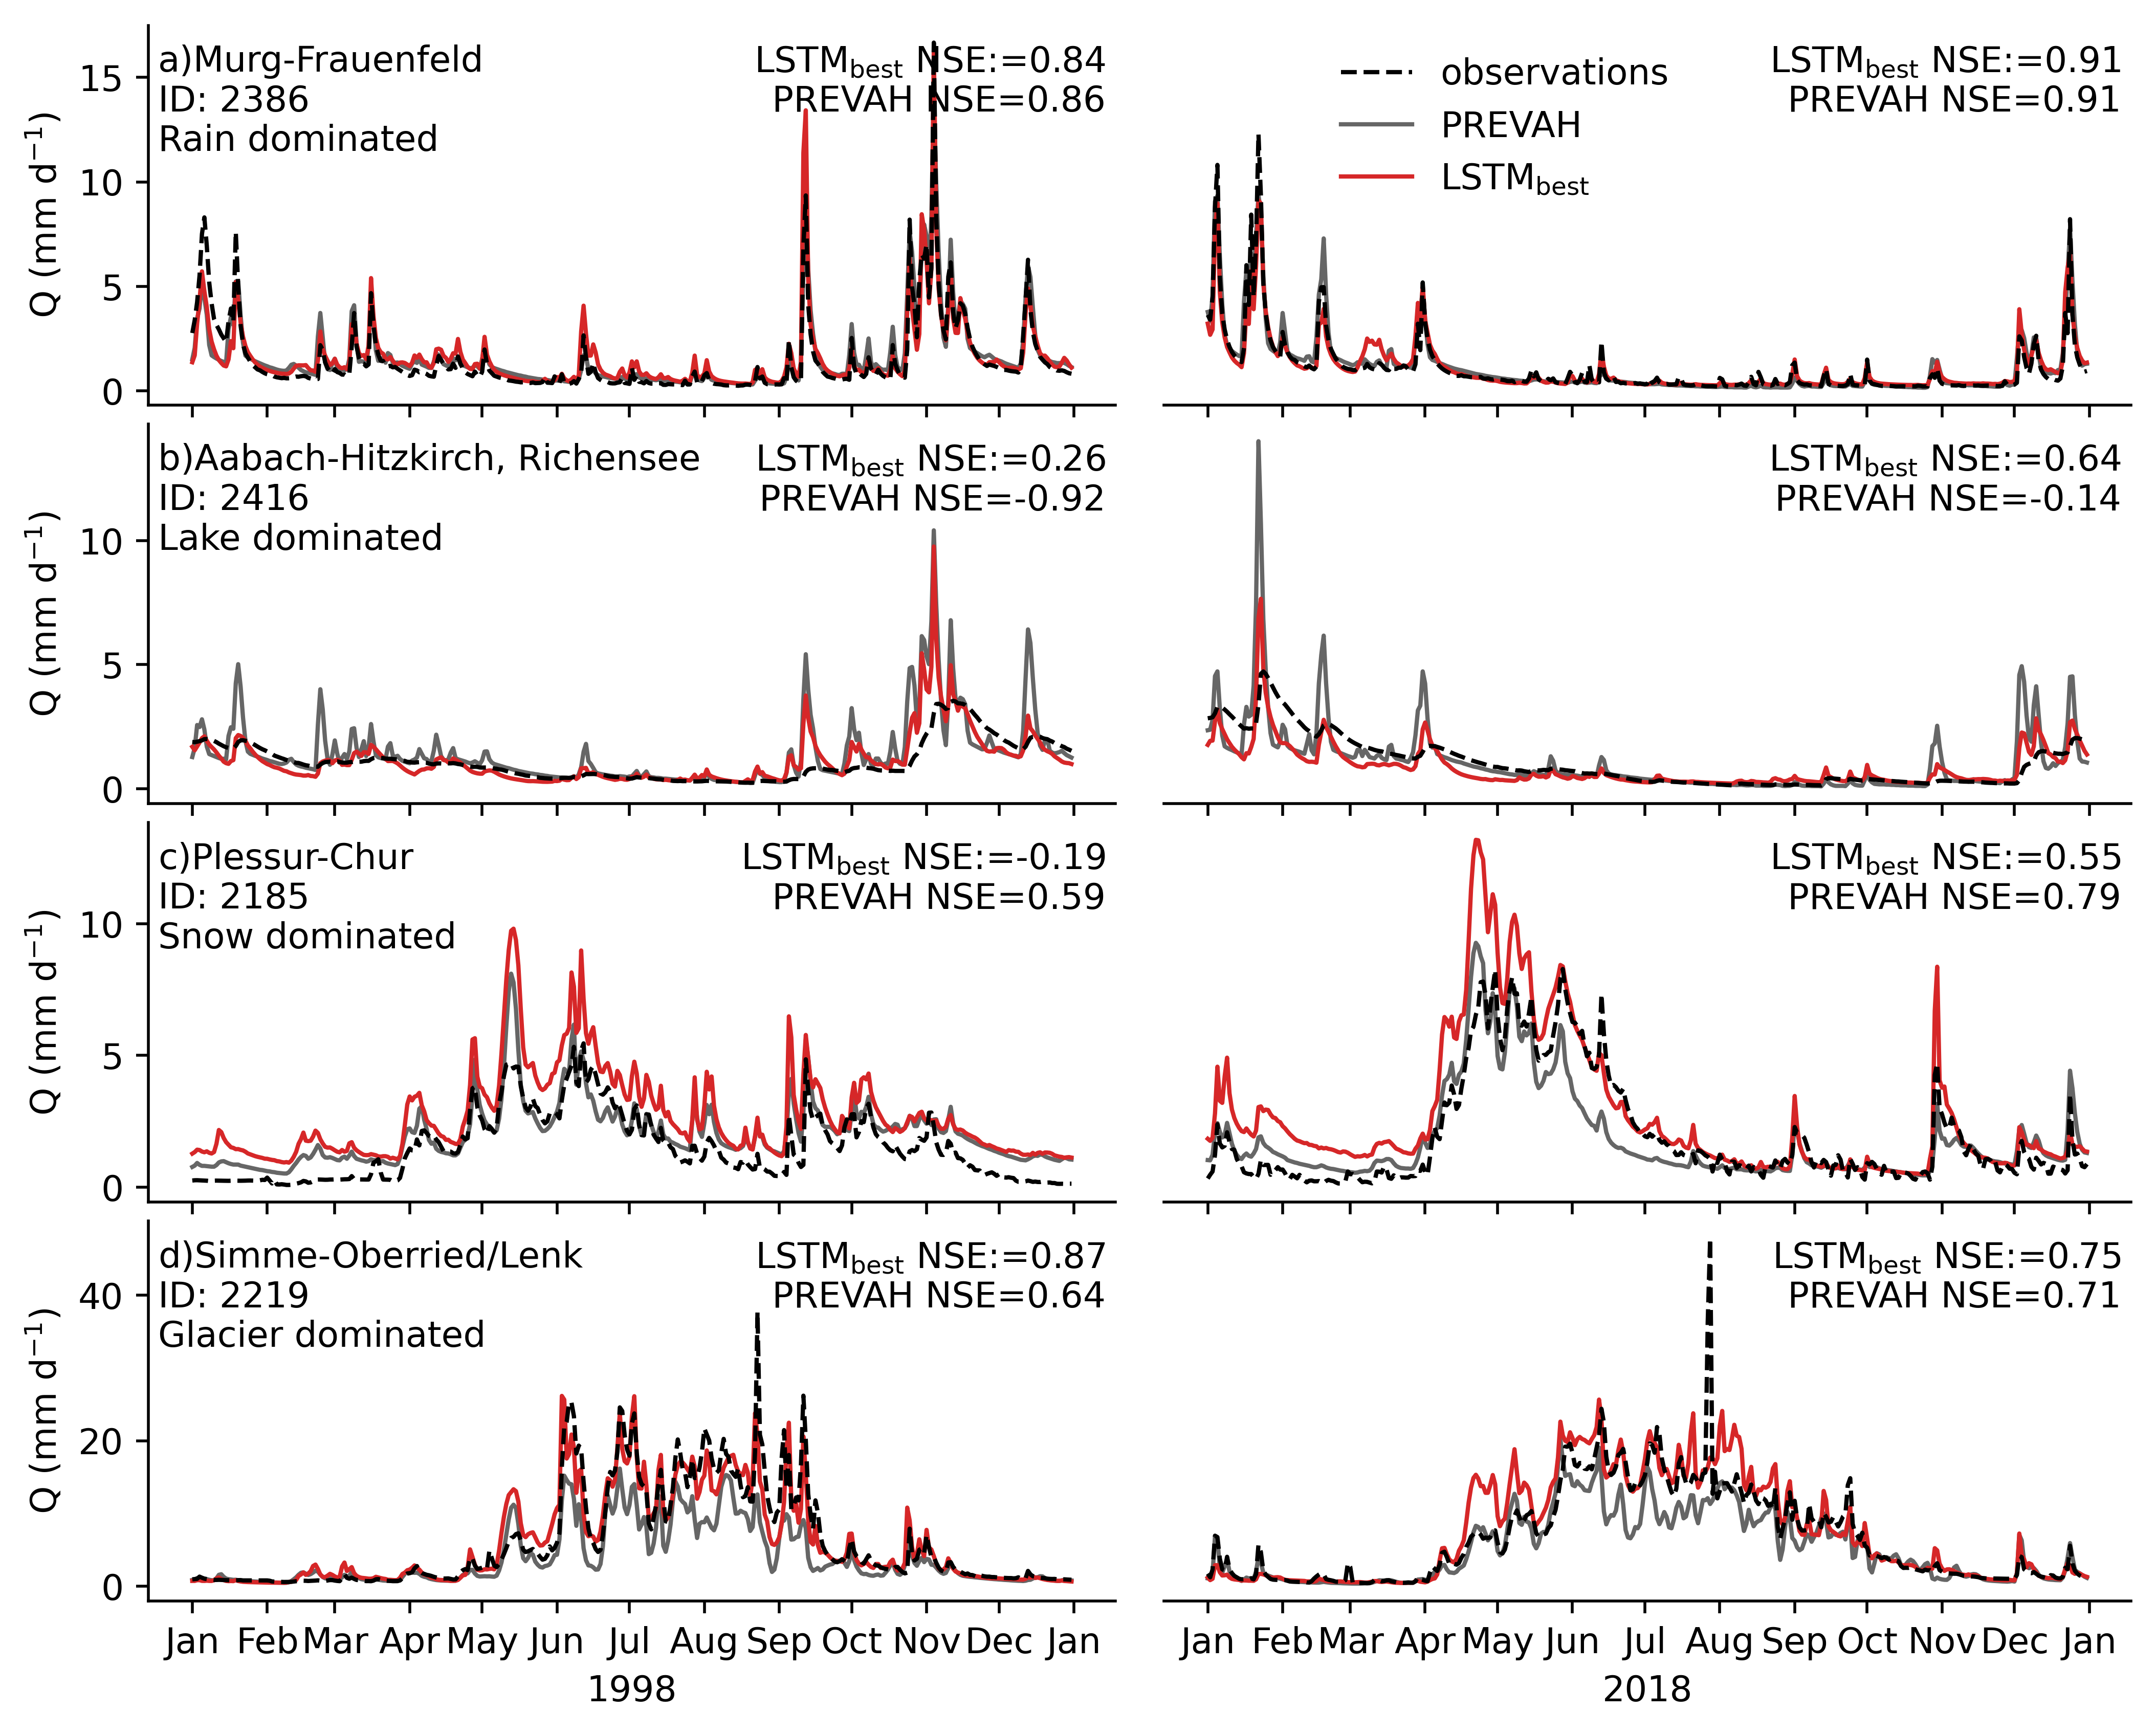 a)Murg-Frauenfeld
ID: 2386
Rain dominated
LSTMbest NSE:=0.84
PREVAH NSE=0.86
observations
PREVAH
LSTMbest
LSTMbest NSE:=0.91
PREVAH NSE=0.91
Q (mm d−1)
15
10
5
0
b)Aabach-Hitzkirch, Richensee
ID: 2416
Lake dominated
LSTMbest NSE:=0.26
PREVAH NSE=-0.92
LSTMbest NSE:=0.64
PREVAH NSE=-0.14
Q (mm d−1)
10
5
0
c)Plessur-Chur
ID: 2185
Snow dominated
LSTMbest NSE:=-0.19
PREVAH NSE=0.59
LSTMbest NSE:=0.55
PREVAH NSE=0.79
Q (mm d−1)
10
5
0
d)Simme-Oberried/Lenk
ID: 2219
Glacier dominated
LSTMbest NSE:=0.87
PREVAH NSE=0.64
LSTMbest NSE:=0.75
PREVAH NSE=0.71
Q (mm d−1)
40
20
0
Jan Feb Mar Apr May Jun Jul Aug Sep Oct Nov Dec Jan
1998
Jan Feb Mar Apr May Jun Jul Aug Sep Oct Nov Dec Jan
2018